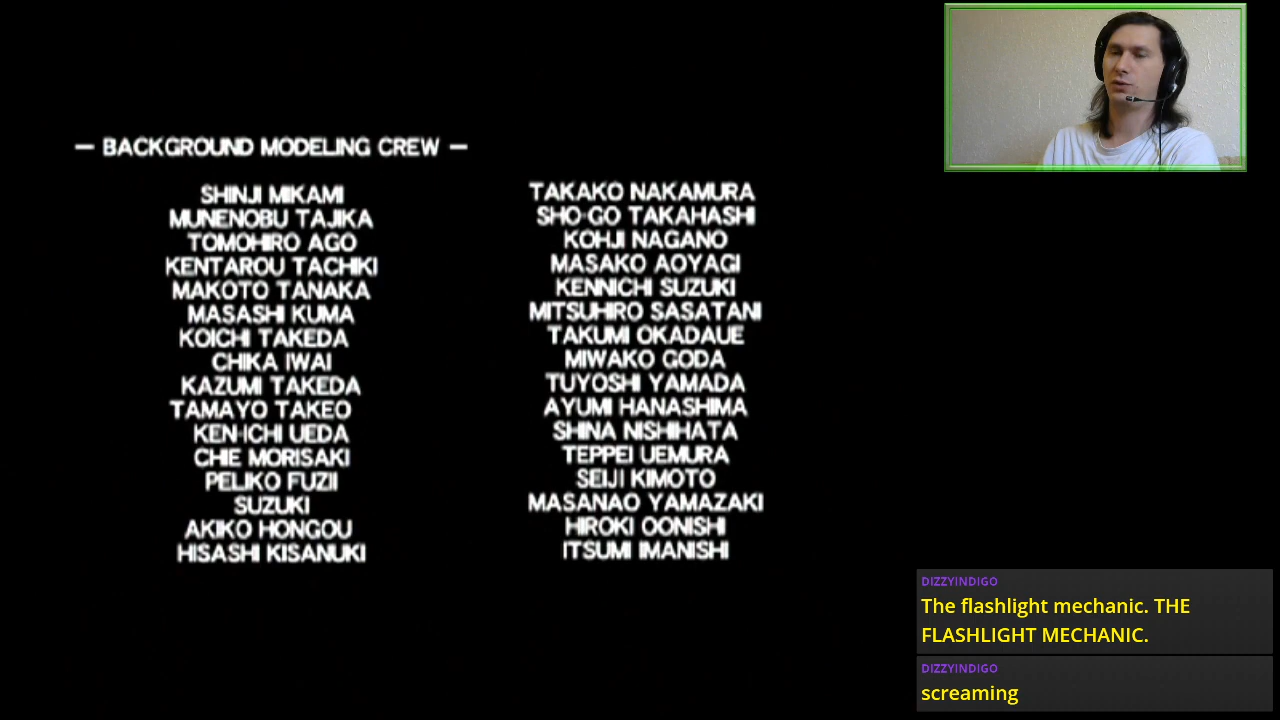 — BACKGROUND MODELING CREW —
SHINJI MIKAMI
MUNENOBU TAJIKA
TOMOHIRO AGO
KENTAROU TACHIKI
MAKOTO TANAKA
MASASHI KUMA
KOICHI TAKEDA
CHIKA IWAI
KAZUMI TAKEDA
TAMAYO TAKEO
KEN-ICHI UEDA
CHIE MORISAKI
PELIKO FUZII
SUZUKI
AKIKO HONGOU
HISASHI KISANUKI
TAKAKO NAKAMURA
SHO-GO TAKAHASHI
KOHJI NAGANO
MASAKO AOYAGI
KENNICHI SUZUKI
MITSUHIRO SASATANI
TAKUMI OKADAUE
MIWAKO GODA
TUYOSHI YAMADA
AYUMI HANASHIMA
SHINA NISHIHATA
TEPPEI UEMURA
SEIJI KIMOTO
MASANAO YAMAZAKI
HIROKI OONISHI
ITSUMI IMANISHI
DIZZYINDIGO
The flashlight mechanic. THE
FLASHLIGHT MECHANIC.
DIZZYINDIGO
screaming